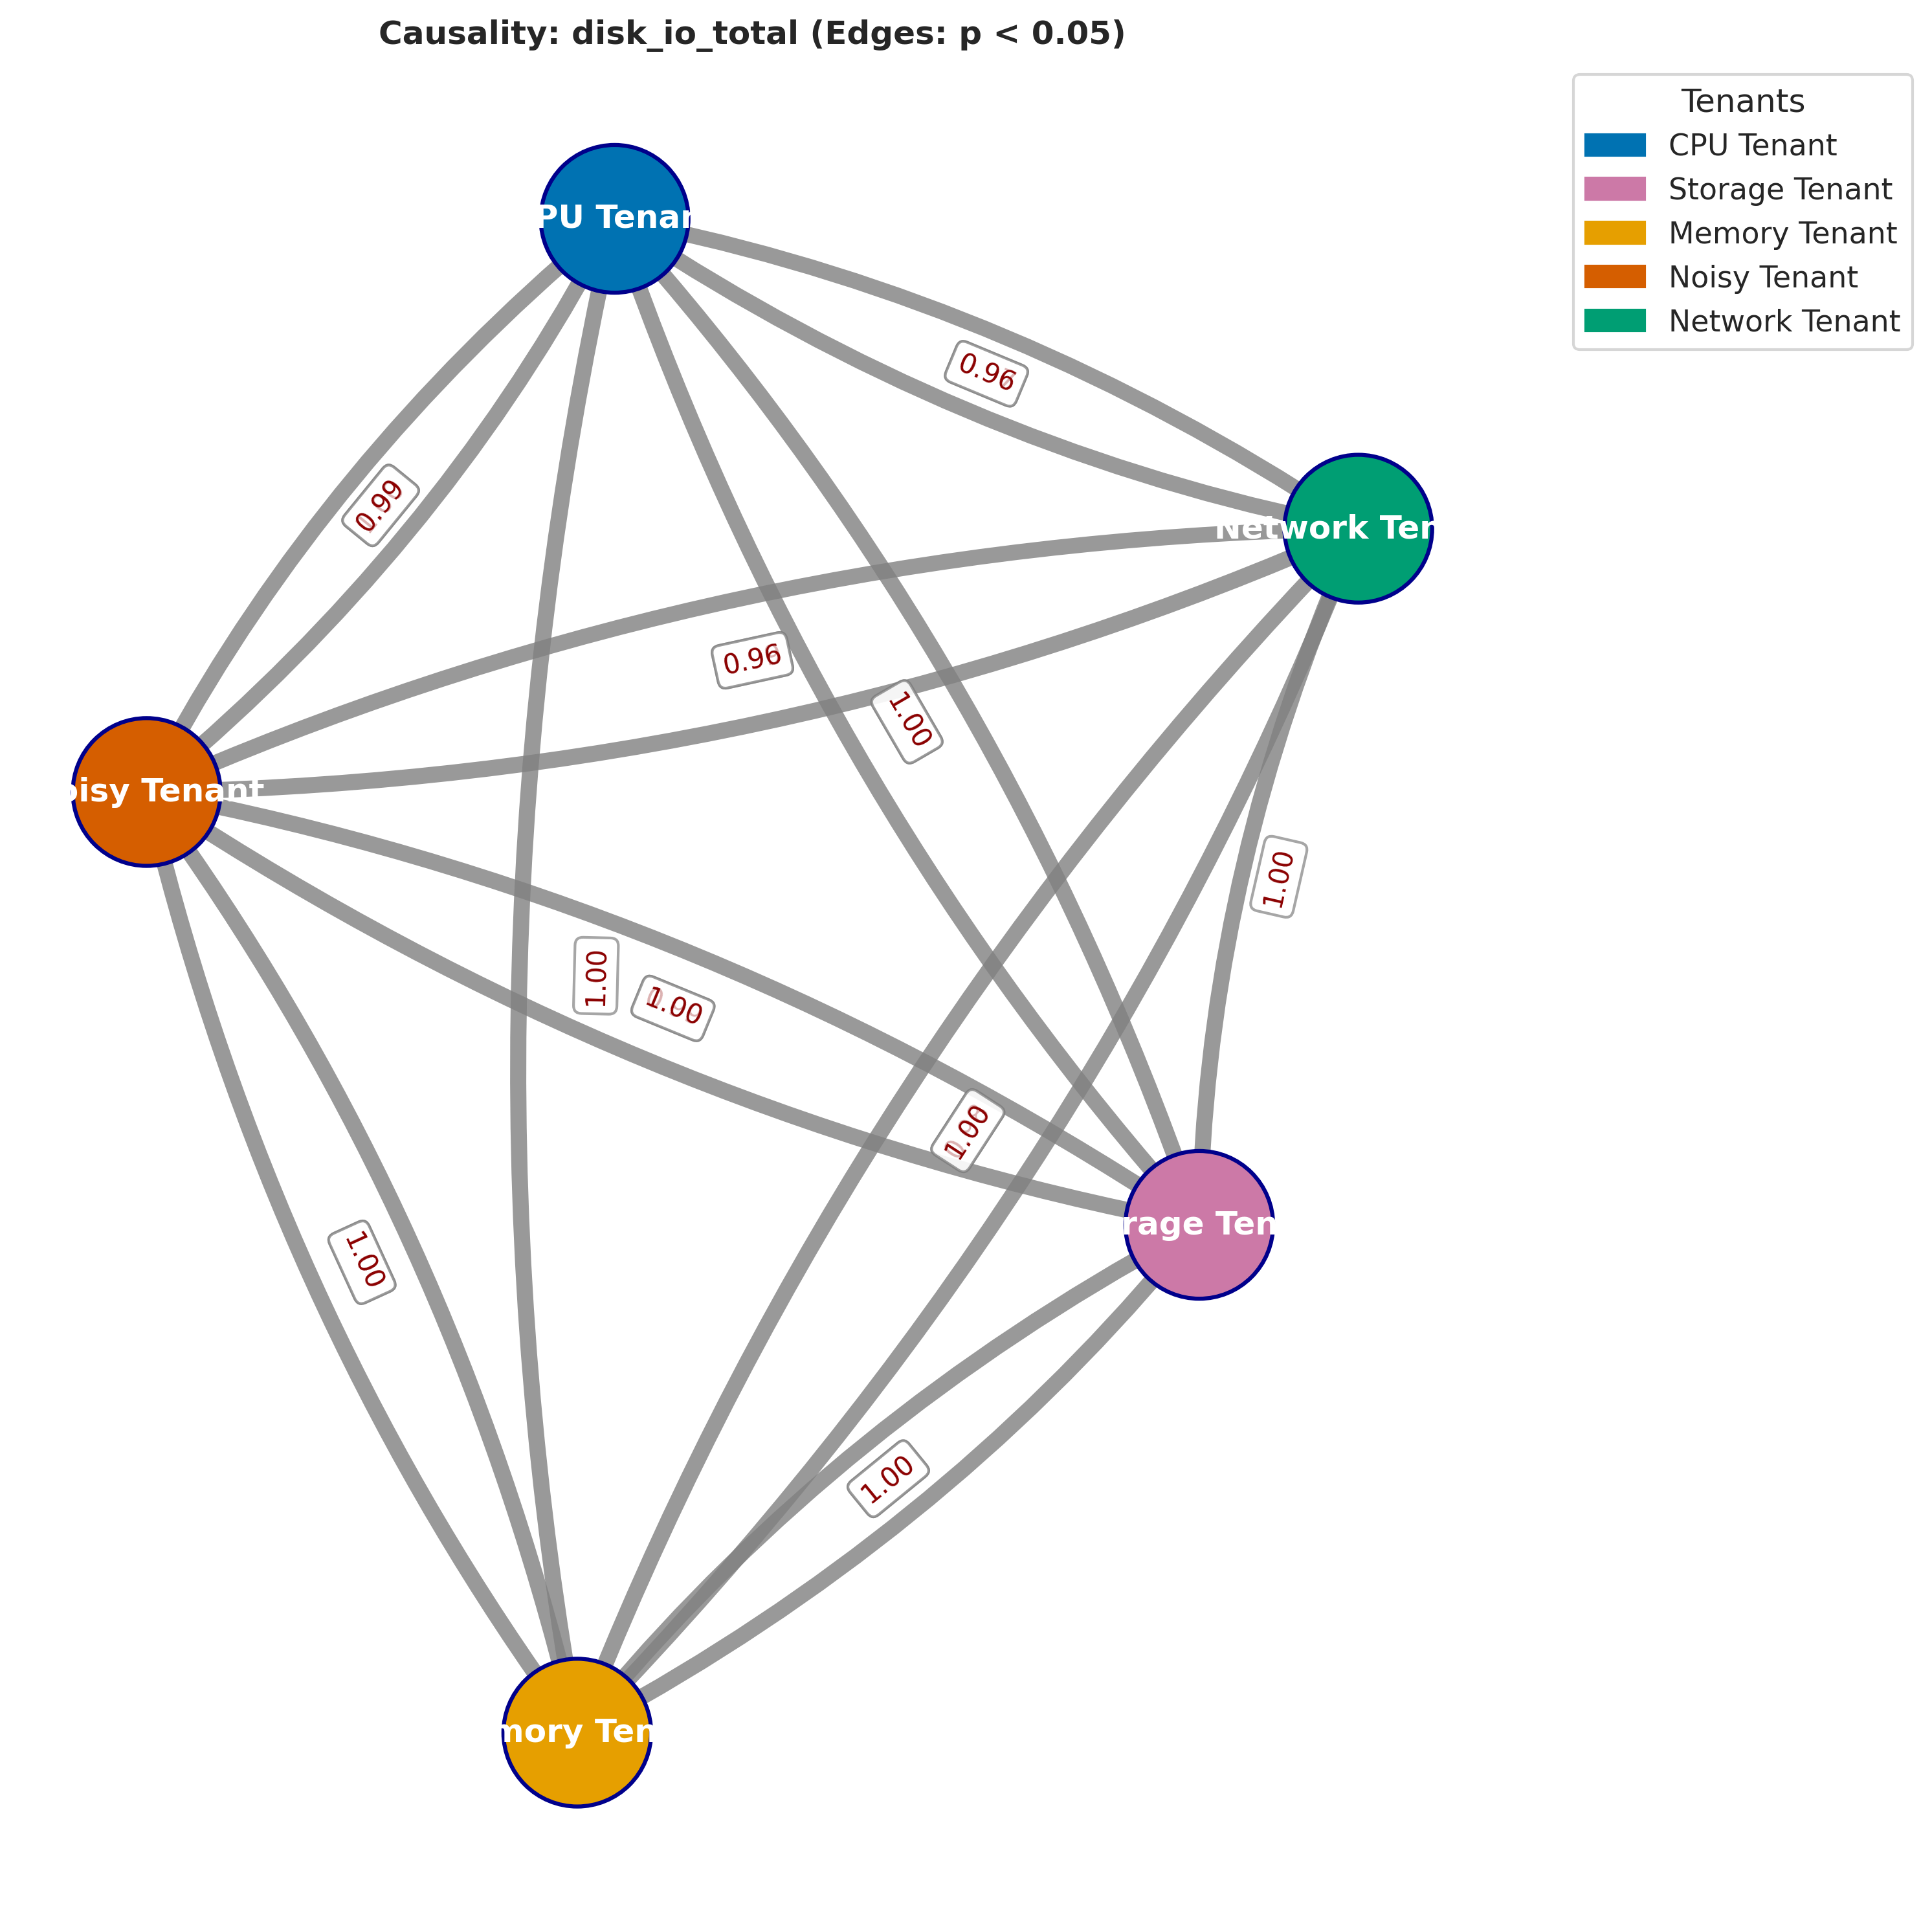 Causality: disk_io_total (Edges: p < 0.05)
Tenants
CPU Tenant
Storage Tenant
Memory Tenant
Noisy Tenant
Network Tenant
PU Tenan
0.96
Network Ten
0.99
0.96
1.00
oisy Tenant
1.00
1.00
1.00
1.00
rage Ten
1.00
1.00
mory Ten